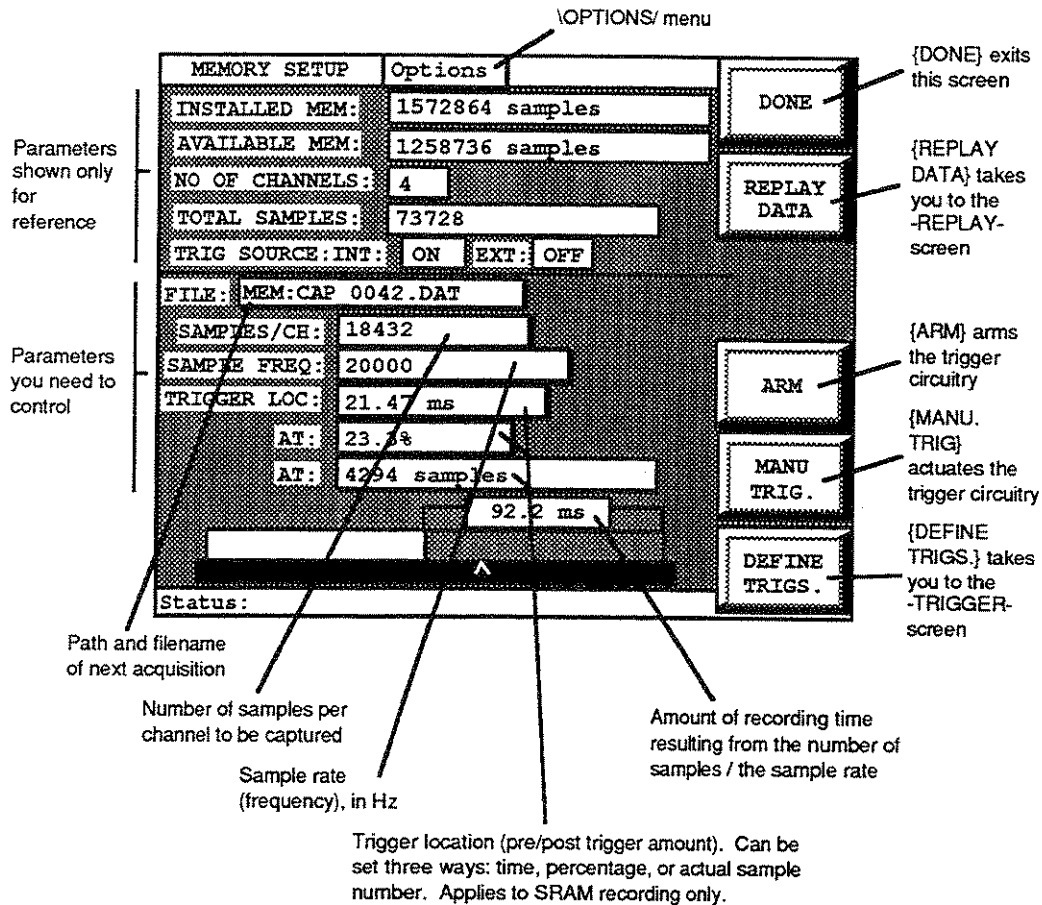 \OPTIONS/ menu
MEMORY SETUP Options
INSTALLED MEM: 1572864 samples
AVAILABLE MEM: 1258736 samples
NO OF CHANNELS: 4
TOTAL SAMPLES: 73728
TRIG SOURCE:INT: ON EXT: OFF
FILE: MEM:CAP 0042.DAT
SAMPLES/CH: 18432
SAMPLE FREQ: 20000
TRIGGER LOC: 21.47 ms
AT: 23.3%
AT: 4294 samples
92.2 ms
Status:
DONE
REPLAY
DATA
ARM
MANU
TRIG.
DEFINE
TRIGS.
Parameters
shown only
for
reference
Parameters
you need to
control
{DONE} exits
this screen
{REPLAY
DATA} takes
you to the
-REPLAY-
screen
{ARM} arms
the trigger
circuitry
{MANU.
TRIG}
actuates the
trigger circuitry
{DEFINE
TRIGS.} takes
you to the
-TRIGGER-
screen
Path and filename
of next acquisition
Number of samples per
channel to be captured
Sample rate
(frequency), in Hz
Amount of recording time
resulting from the number of
samples / the sample rate
Trigger location (pre/post trigger amount). Can be
set three ways: time, percentage, or actual sample
number. Applies to SRAM recording only.